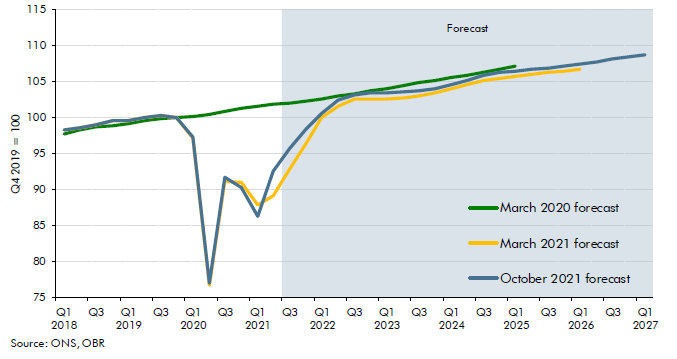 115
110
105
100
95
90
85
80
75
Q4 2019 = 100
Forecast
March 2020 forecast
March 2021 forecast
October 2021 forecast
Q1 Q3 Q1 Q3 Q1 Q3 Q1 Q3 Q1 Q3 Q1 Q3 Q1 Q3 Q1 Q3 Q1 Q3 Q1
2018 2019 2020 2021 2022 2023 2024 2025 2026 2027
Source: ONS, OBR